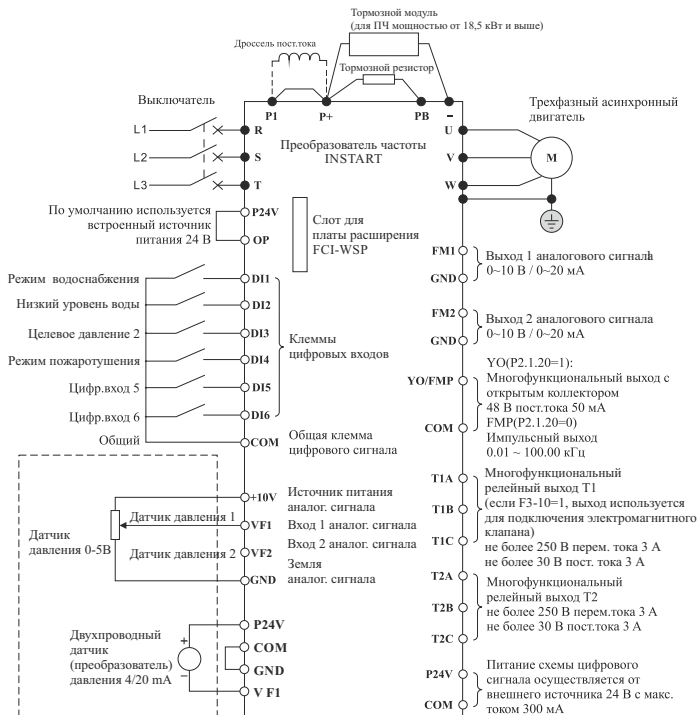 Тормозной модуль
(для ПЧ мощностью от 18,5 кВт и выше)
Дроссель пост.тока
Тормозной резистор
Выключатель
P1
P+
PB
−
Трехфазный асинхронный
двигатель
L1
R
L2
S
L3
T
Преобразователь частоты
INSTART
U
V
W
M
По умолчанию используется
встроенный источник
питания 24 В
P24V
OP
Слот для
платы расширения
FCI-WSP
Режим водоснабжения
DI1
Низкий уровень воды
DI2
Целевое давление 2
DI3
Режим пожаротушения
DI4
Цифр.вход 5
DI5
Цифр.вход 6
DI6
Клеммы
цифровых входов
Общий
COM
Общая клемма
цифрового сигнала
FM1
GND
Выход 1 аналогового сигнала
0~10 В / 0~20 мА
FM2
GND
Выход 2 аналогового сигнала
0~10 В / 0~20 мА
YO/FMP
COM
YO(P2.1.20=1):
Многофункциональный выход с
открытым коллектором
48 В пост.тока 50 мА
FMP(P2.1.20=0)
Импульсный выход
0.01 ~ 100.00 кГц
Датчик
давления 0-5В
+10V
Источник питания
аналог. сигнала
Датчик давления 1
VF1
Вход 1 аналог. сигнала
Датчик давления 2
VF2
Вход 2 аналог. сигнала
GND
Земля
аналог. сигнала
T1A
T1B
T1C
Многофункциональный
релейный выход T1
(если F3-10=1, выход используется
для подключения электромагнитного
клапана)
не более 250 В перем. тока 3 А
не более 30 В пост. тока 3 А
T2A
T2B
T2C
Многофункциональный
релейный выход T2
не более 250 В перем.тока 3 А
не более 30 В пост.тока 3 А
Двухпроводный
датчик
(преобразователь)
давления 4/20 mA
+
−
P24V
COM
GND
V F1
P24V
COM
Питание схемы цифрового
сигнала осуществляется от
внешнего источника 24 В с макс.
током 300 мА